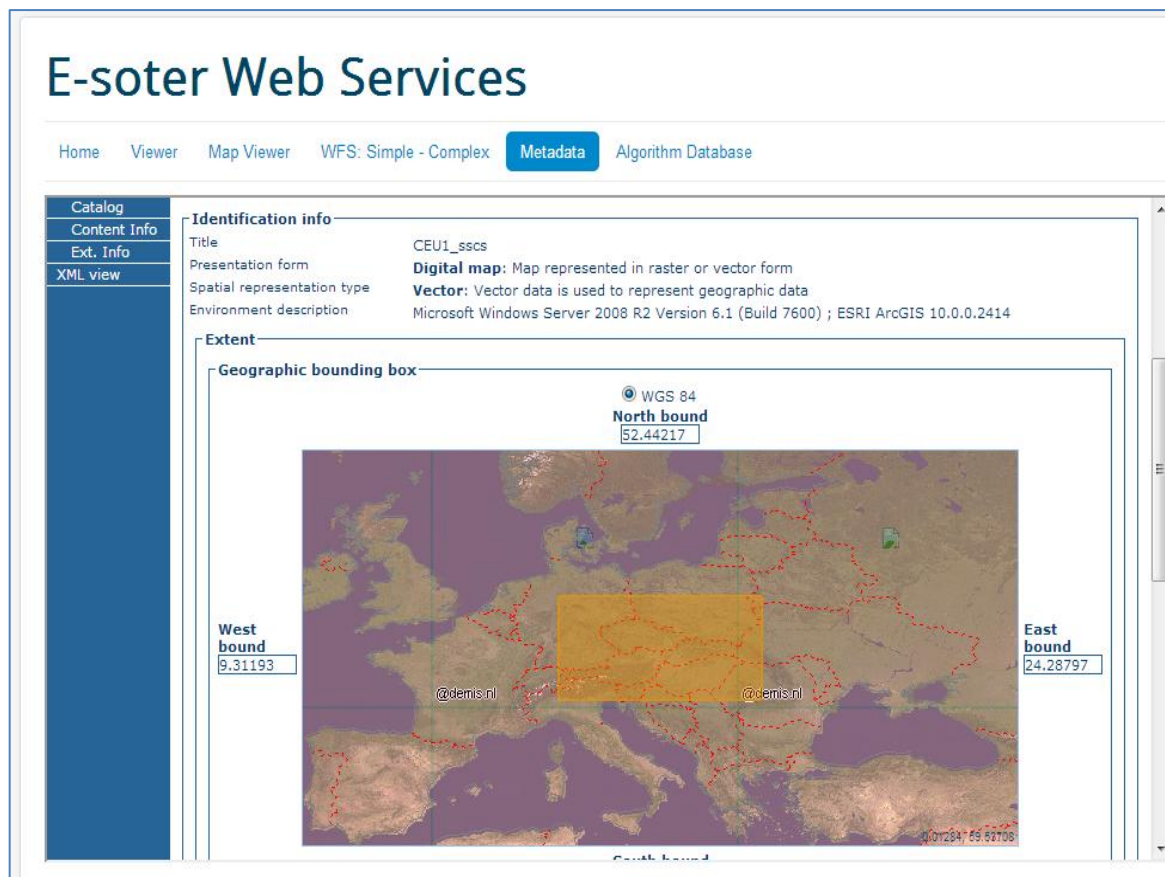 E-soter Web Services
Home Viewer Map Viewer WFS: Simple - Complex Metadata Algorithm Database
Catalog
Content Info
Ext. Info
XML view
Identification info
Title CEU1_sscs
Presentation form Digital map: Map represented in raster or vector form
Spatial representation type Vector: Vector data is used to represent geographic data
Environment description Microsoft Windows Server 2008 R2 Version 6.1 (Build 7600) ; ESRI ArcGIS 10.0.0.2414
Extent
Geographic bounding box
WGS 84
North bound
52.44217
West
bound
9.31193
@demis.nl @demis.nl
East
bound
24.28797
South bound